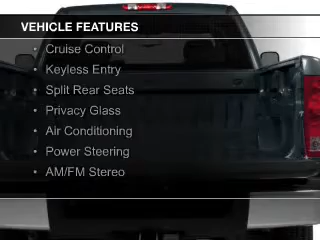 VEHICLE FEATURES
• Cruise Control
• Keyless Entry
• Split Rear Seats
• Privacy Glass
• Air Conditioning
• Power Steering
• AM/FM Stereo